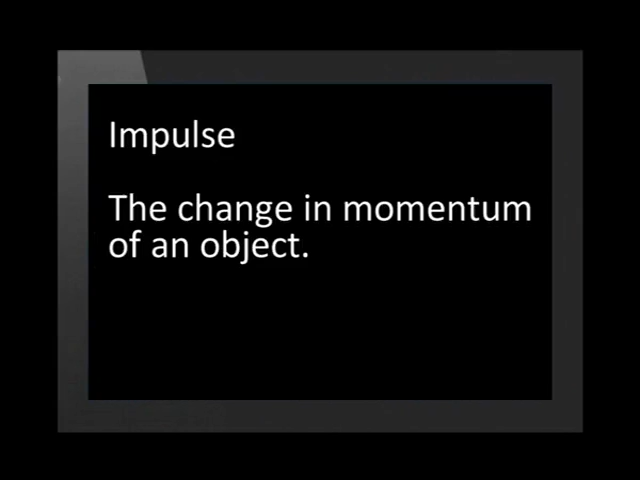 Impulse
The change in momentum
of an object.